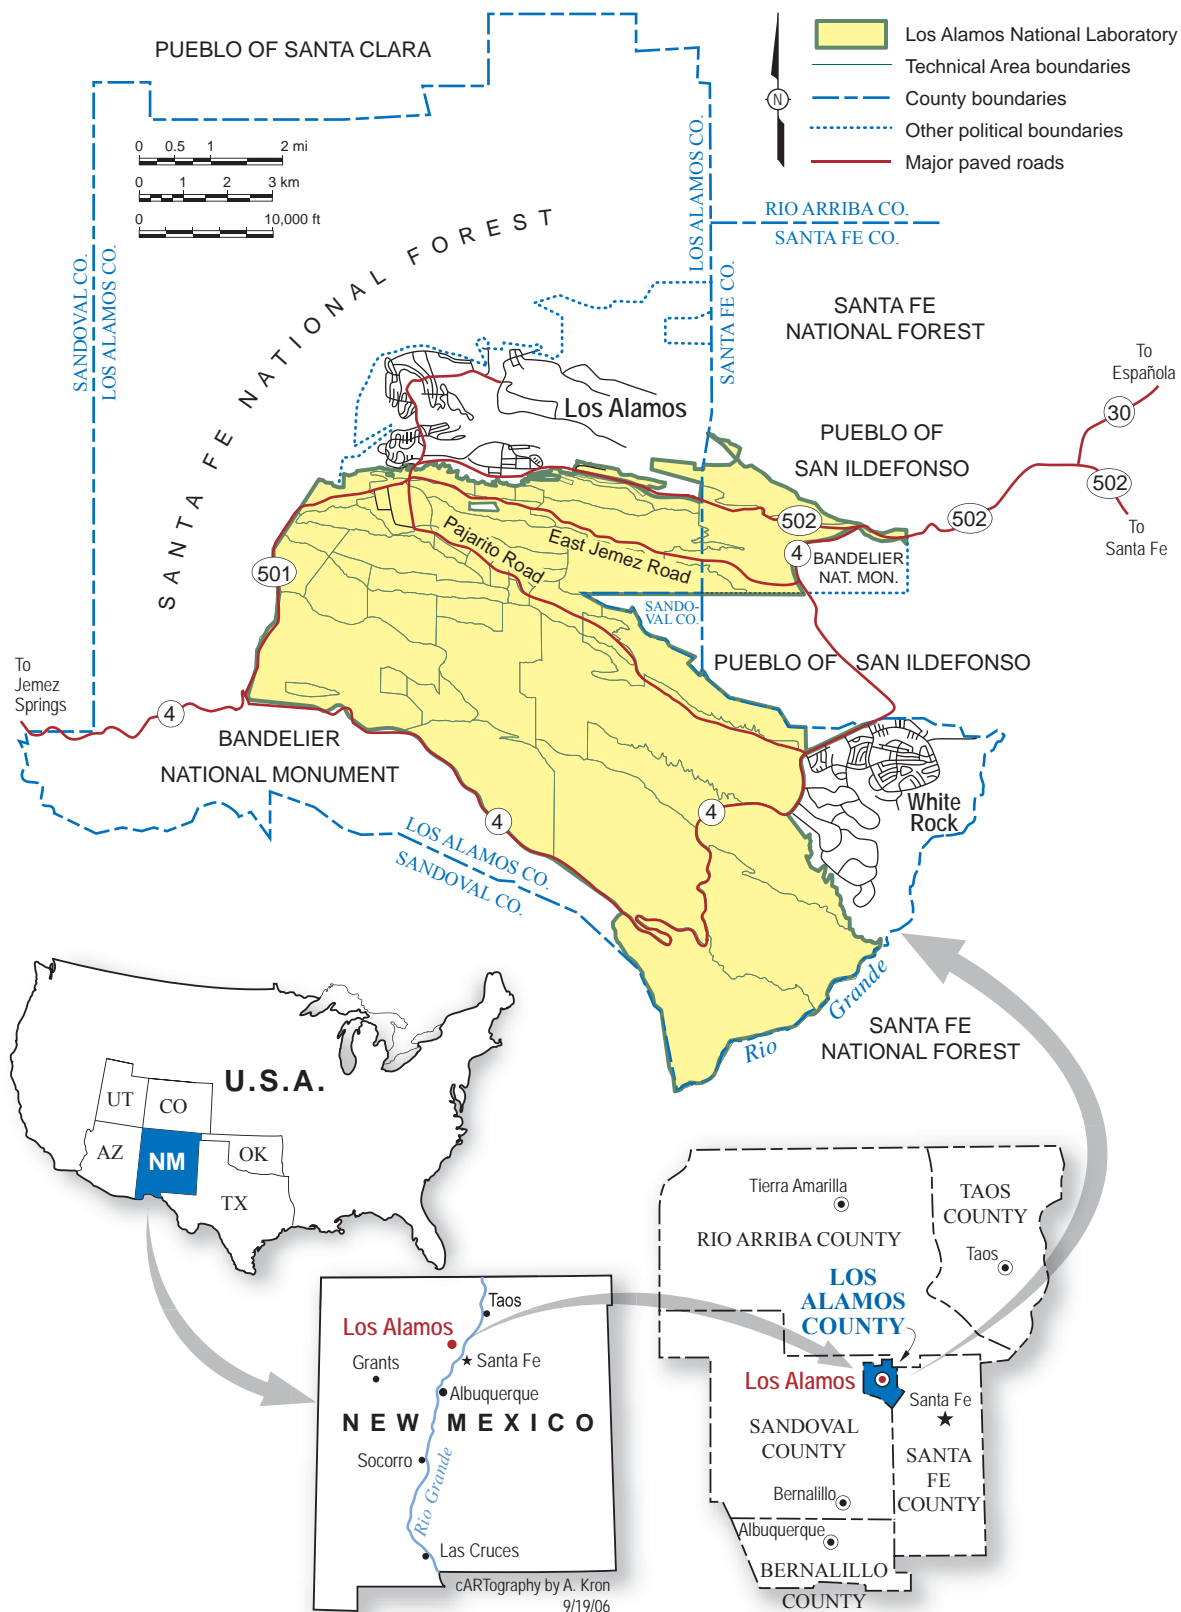 PUEBLO OF SANTA CLARA
Los Alamos National Laboratory
Technical Area boundaries
County boundaries
Other political boundaries
Major paved roads
N
0 0.5 1 2 mi
0 1 2 3 km
0 10,000 ft
LOS ALAMOS CO.
SANTA FE CO.
RIO ARRIBA CO.
SANTA FE CO.
SANDOVAL CO.
LOS ALAMOS CO.
SANTA FE NATIONAL FOREST
SANTA FE
NATIONAL FOREST
To
Española
30
Los Alamos
PUEBLO OF
SAN ILDEFONSO
502
To
Santa Fe
502
502
4
BANDELIER
NAT. MON.
East Jemez Road
Pajarito Road
501
SANDO-
VAL CO.
PUEBLO OF SAN ILDEFONSO
To
Jemez
Springs
4
BANDELIER
NATIONAL MONUMENT
4
4
White
Rock
LOS ALAMOS CO.
SANDOVAL CO.
Rio Grande
SANTA FE
NATIONAL FOREST
U.S.A.
UT
CO
AZ
NM
OK
TX
Taos
Los Alamos
Santa Fe
Grants
Albuquerque
NEW MEXICO
Socorro
Rio Grande
Las Cruces
cARTography by A. Kron
9/19/06
Tierra Amarilla
RIO ARRIBA COUNTY
TAOS
COUNTY
Taos
LOS
ALAMOS
COUNTY
Los Alamos
Santa Fe
SANDOVAL
COUNTY
SANTA
FE
COUNTY
Bernalillo
Albuquerque
BERNALILLO
COUNTY